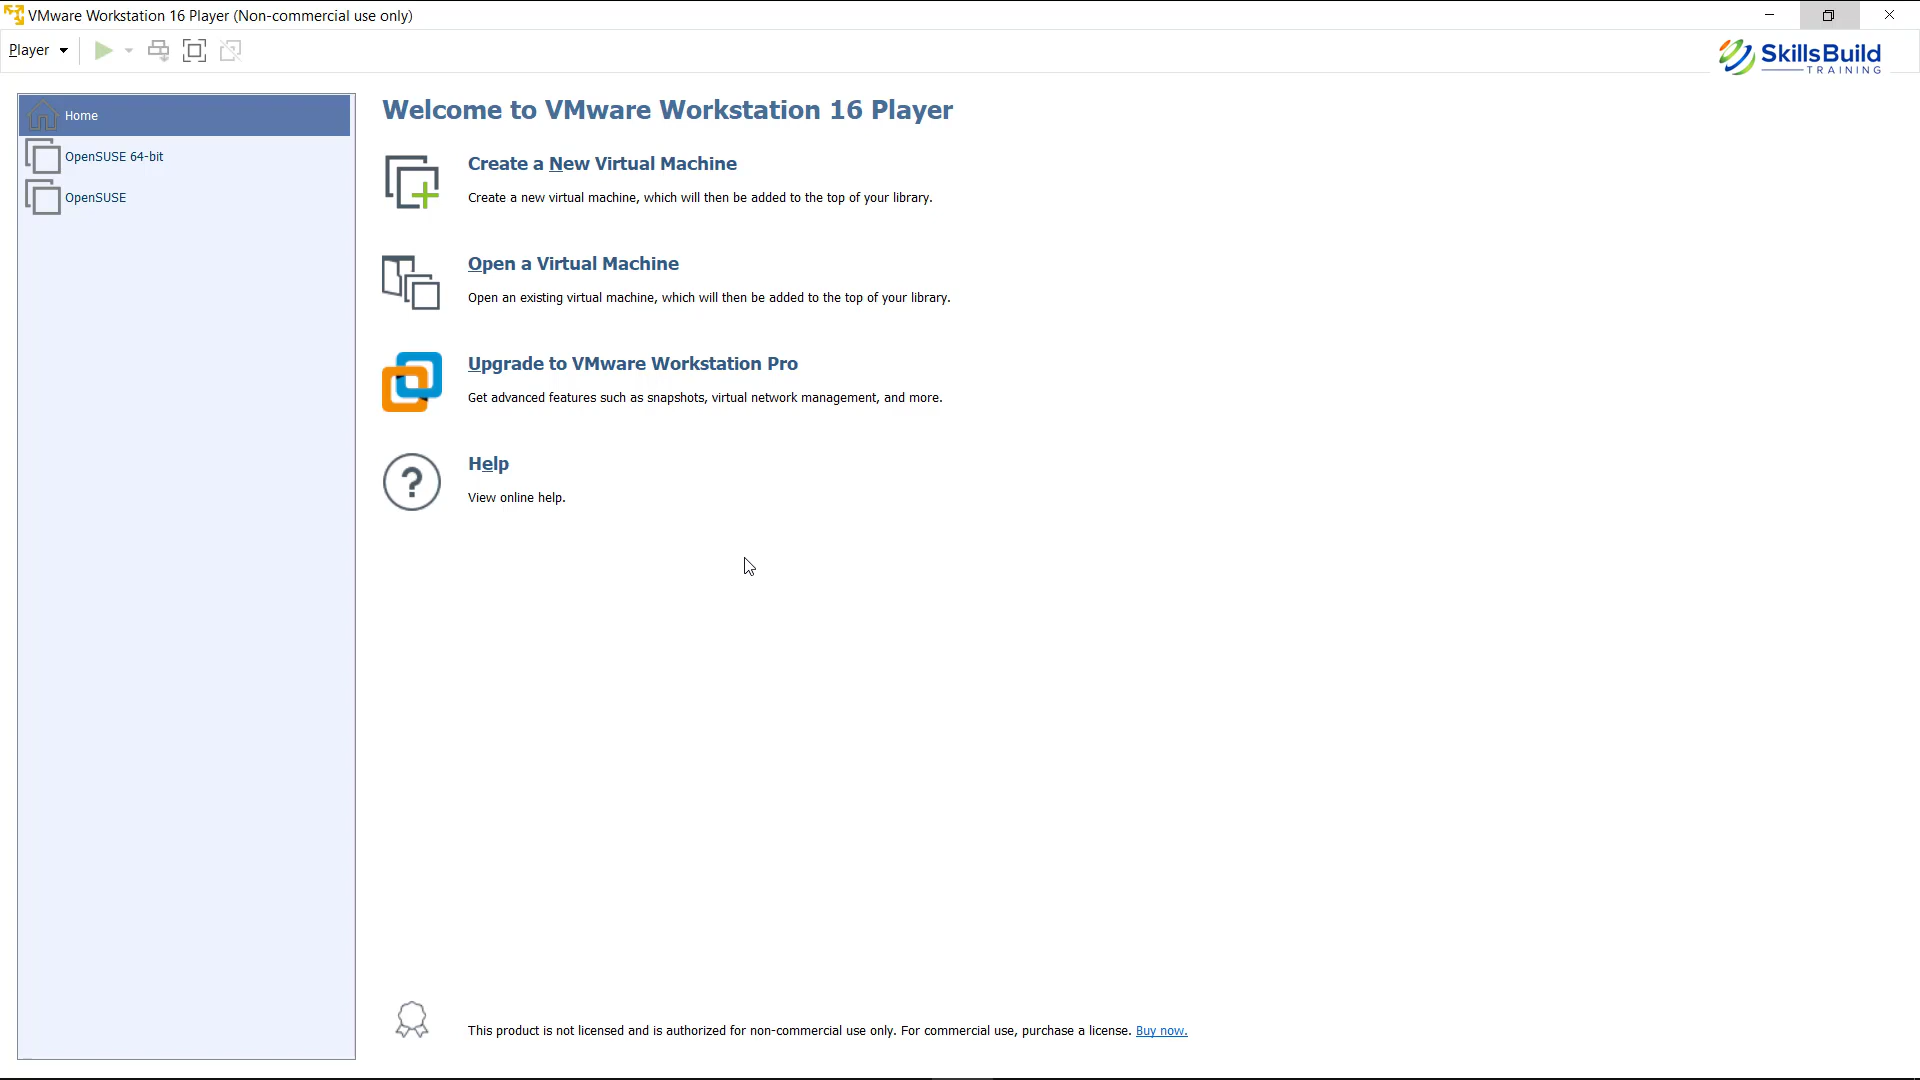 VMware Workstation 16 Player (Non-commercial use only)
Player
SkillsBuild
TRAINING
Home
OpenSUSE 64-bit
OpenSUSE
Welcome to VMware Workstation 16 Player
Create a New Virtual Machine
Create a new virtual machine, which will then be added to the top of your library.
Open a Virtual Machine
Open an existing virtual machine, which will then be added to the top of your library.
Upgrade to VMware Workstation Pro
Get advanced features such as snapshots, virtual network management, and more.
?
Help
View online help.
This product is not licensed and is authorized for non-commercial use only. For commercial use, purchase a license. Buy now.